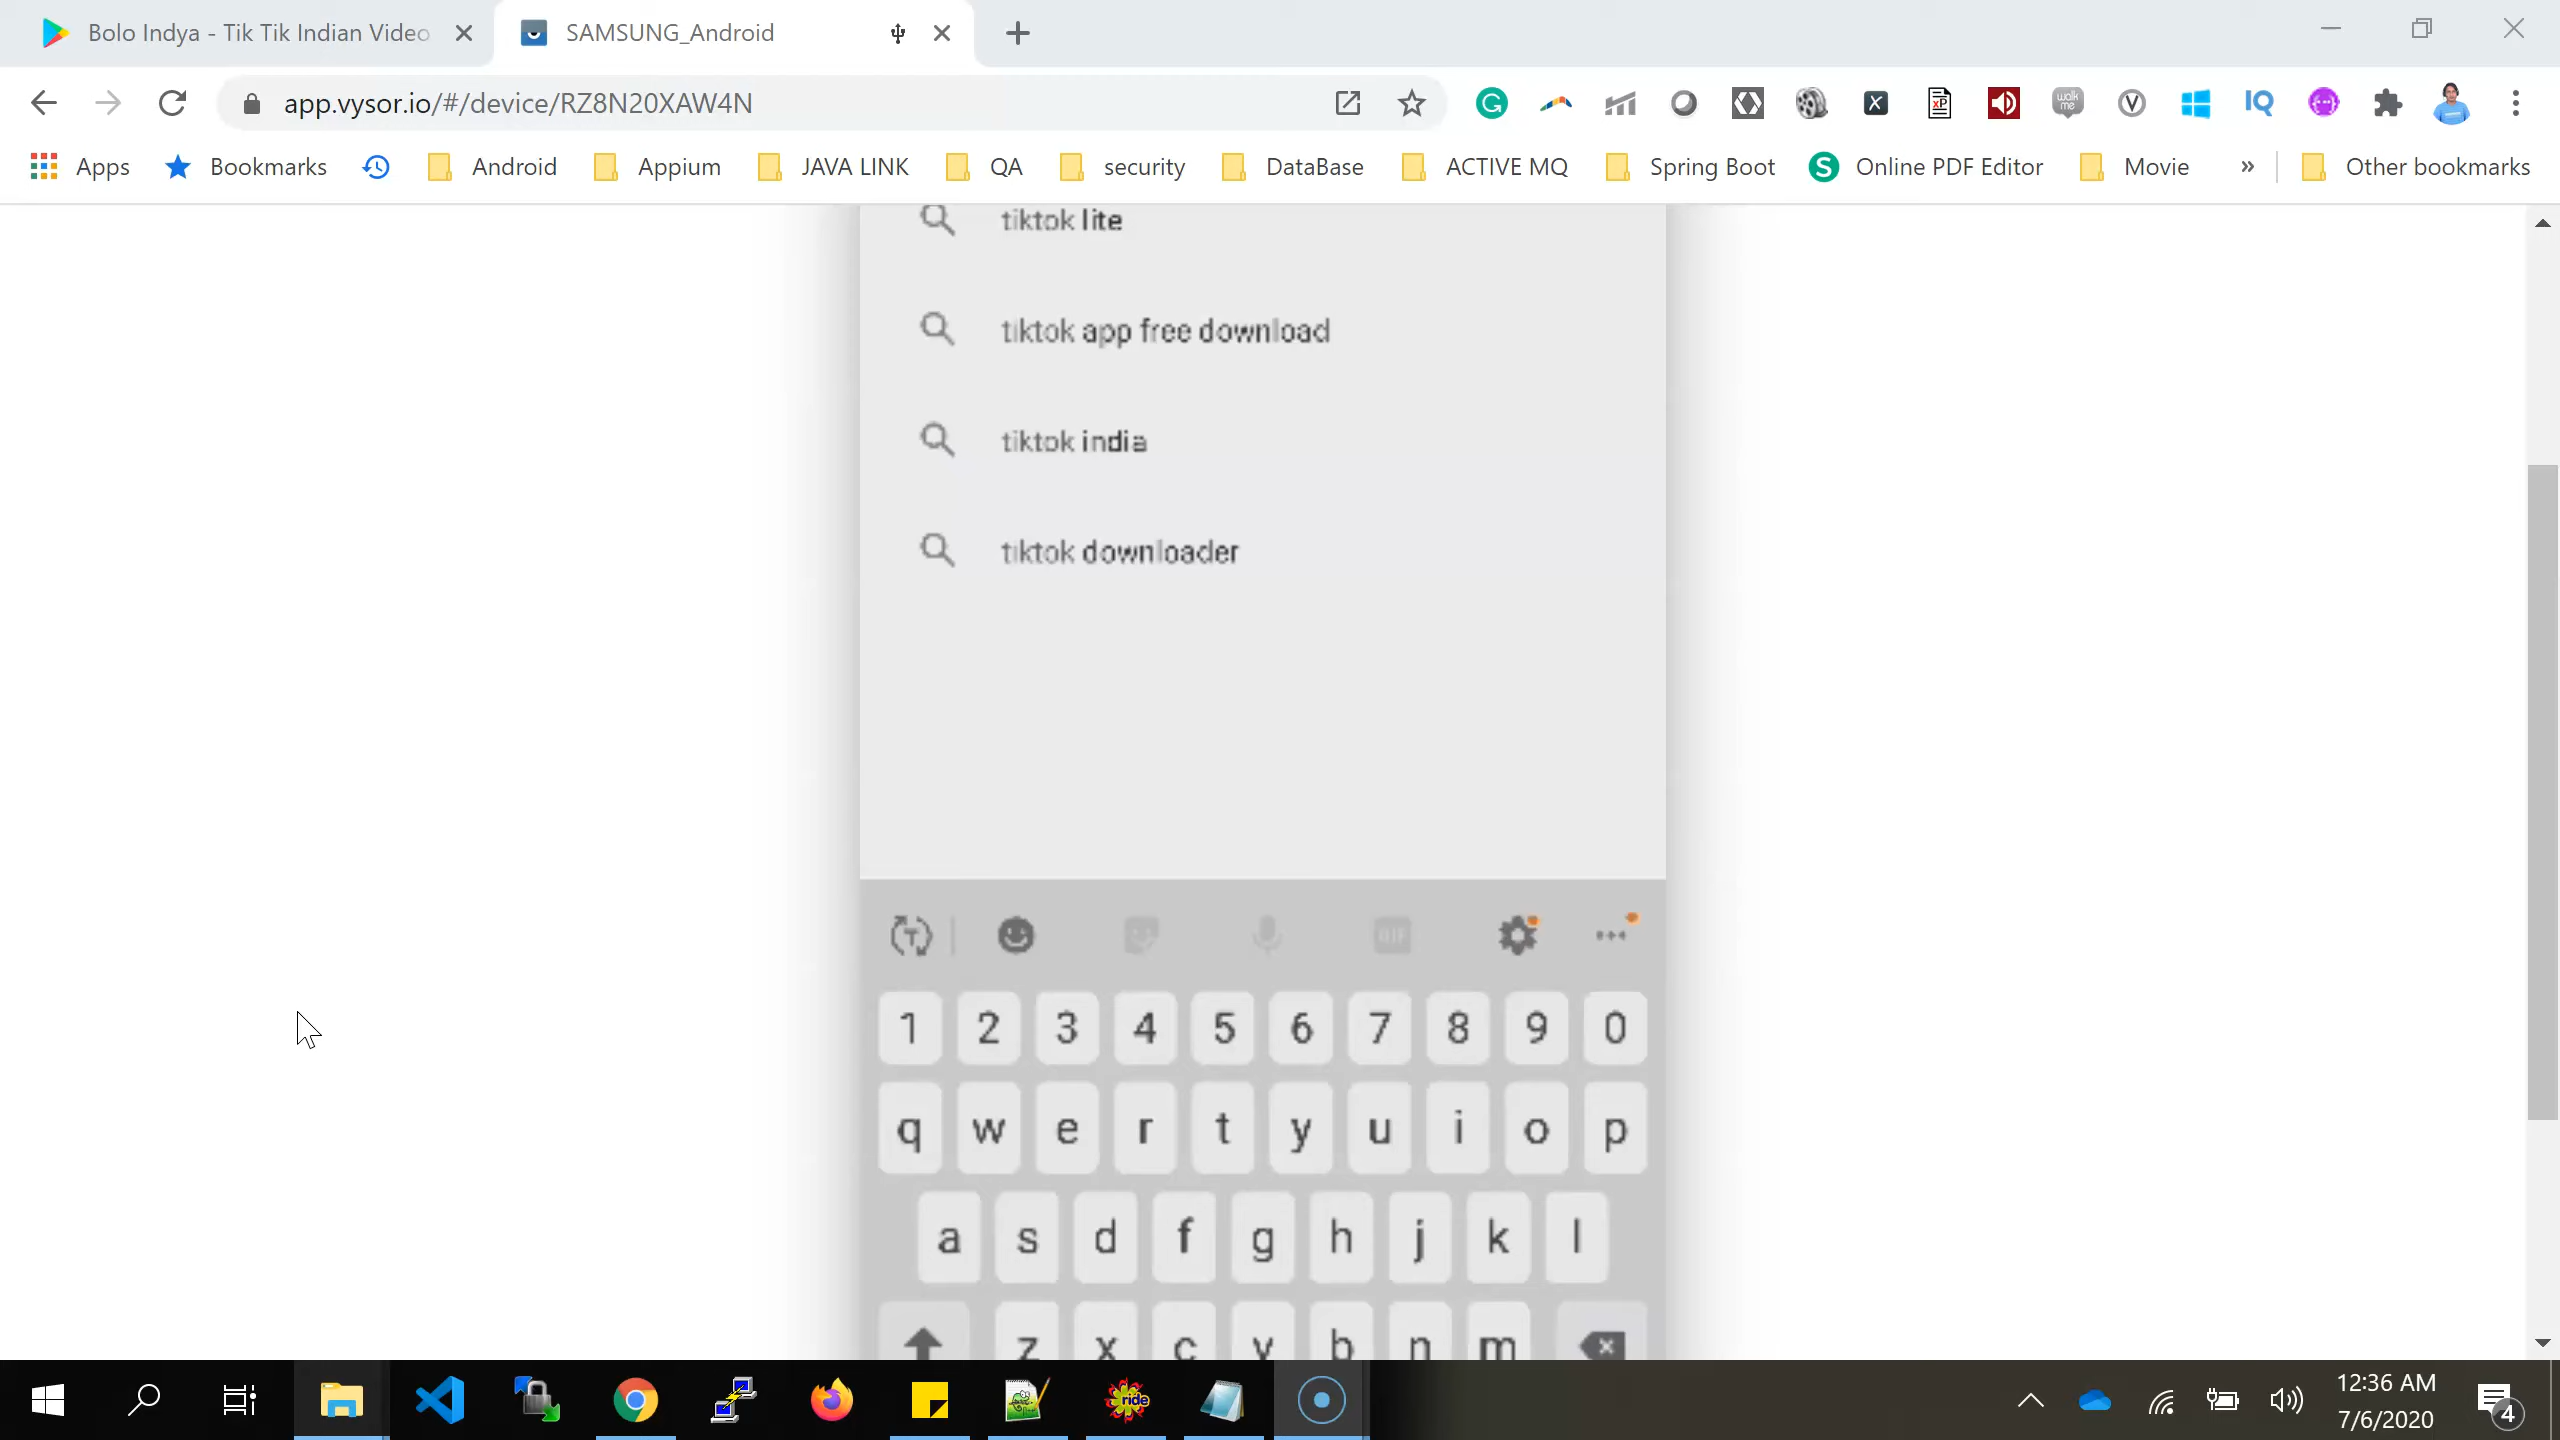 Bolo Indya - Tik Tik Indian Video
SAMSUNG_Android
app.vysor.io/#/device/RZ8N20XAW4N
Apps
Bookmarks
Android
Appium
JAVA LINK
QA
security
DataBase
ACTIVE MQ
Spring Boot
Online PDF Editor
Movie
»
Other bookmarks
tiktok lite
tiktok app free download
tiktok india
tiktok downloader
GIF
1 2 3 4 5 6 7 8 9 0
q w e r t y u i o p
a s d f g h j k l
z x c v b n m
ride
12:36 AM
7/6/2020
4